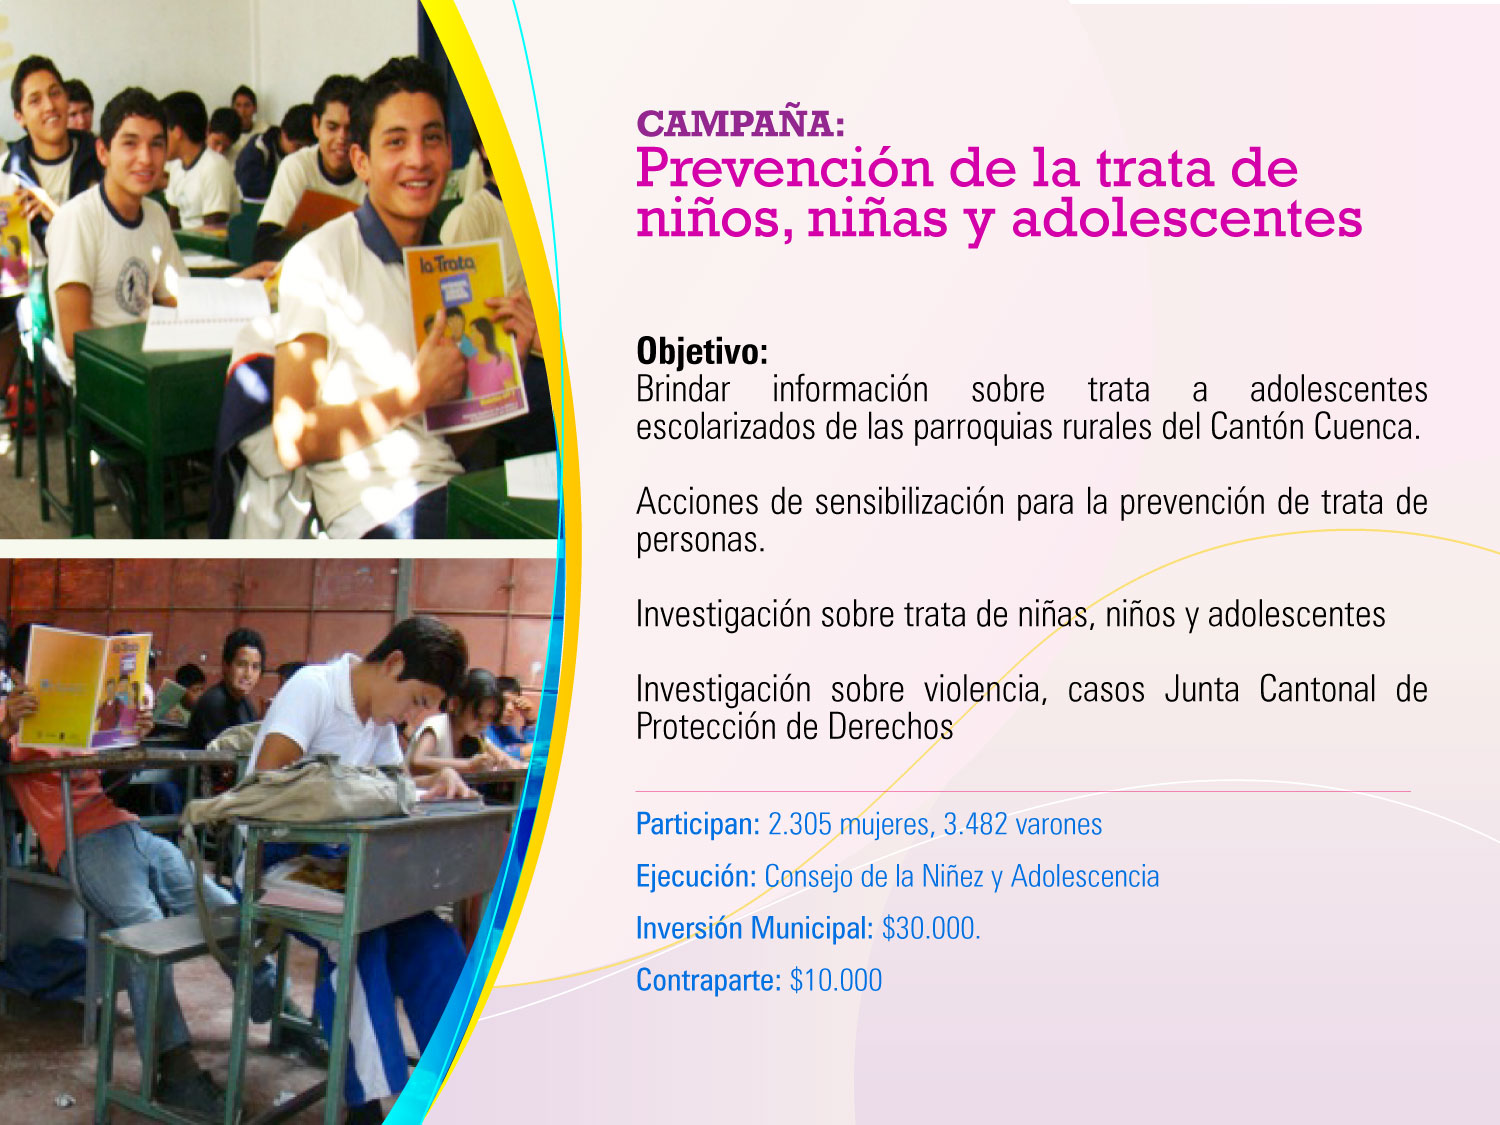 CAMPAÑA:
Prevención de la trata de
niños, niñas y adolescentes
Objetivo:
Brindar información sobre trata a adolescentes
escolarizados de las parroquias rurales del Cantón Cuenca.
Acciones de sensibilización para la prevención de trata de
personas.
Investigación sobre trata de niñas, niños y adolescentes
Investigación sobre violencia, casos Junta Cantonal de
Protección de Derechos
Participan: 2.305 mujeres, 3.482 varones
Ejecución: Consejo de la Niñez y Adolescencia
Inversión Municipal: $30.000.
Contraparte: $10.000
la Trata
la Trata